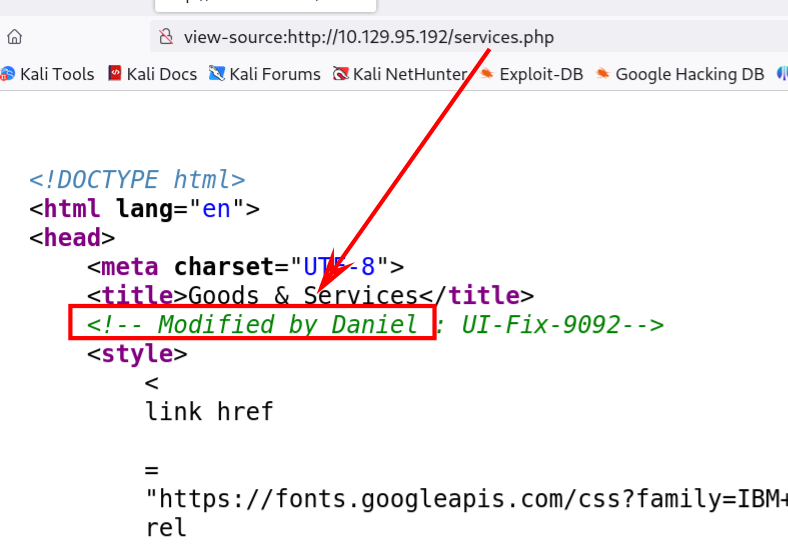 view-source:http://10.129.95.192/services.php
Kali Tools Kali Docs Kali Forums Kali NetHunter Exploit-DB Google Hacking DB
<!DOCTYPE html>
<html lang="en">
<head>
<meta charset="UTF-8">
<title>Goods & Services</title>
<!-- Modified by Daniel : UI-Fix-9092-->
<style>
<
link href
=
"https://fonts.googleapis.com/css?family=IBM+
rel